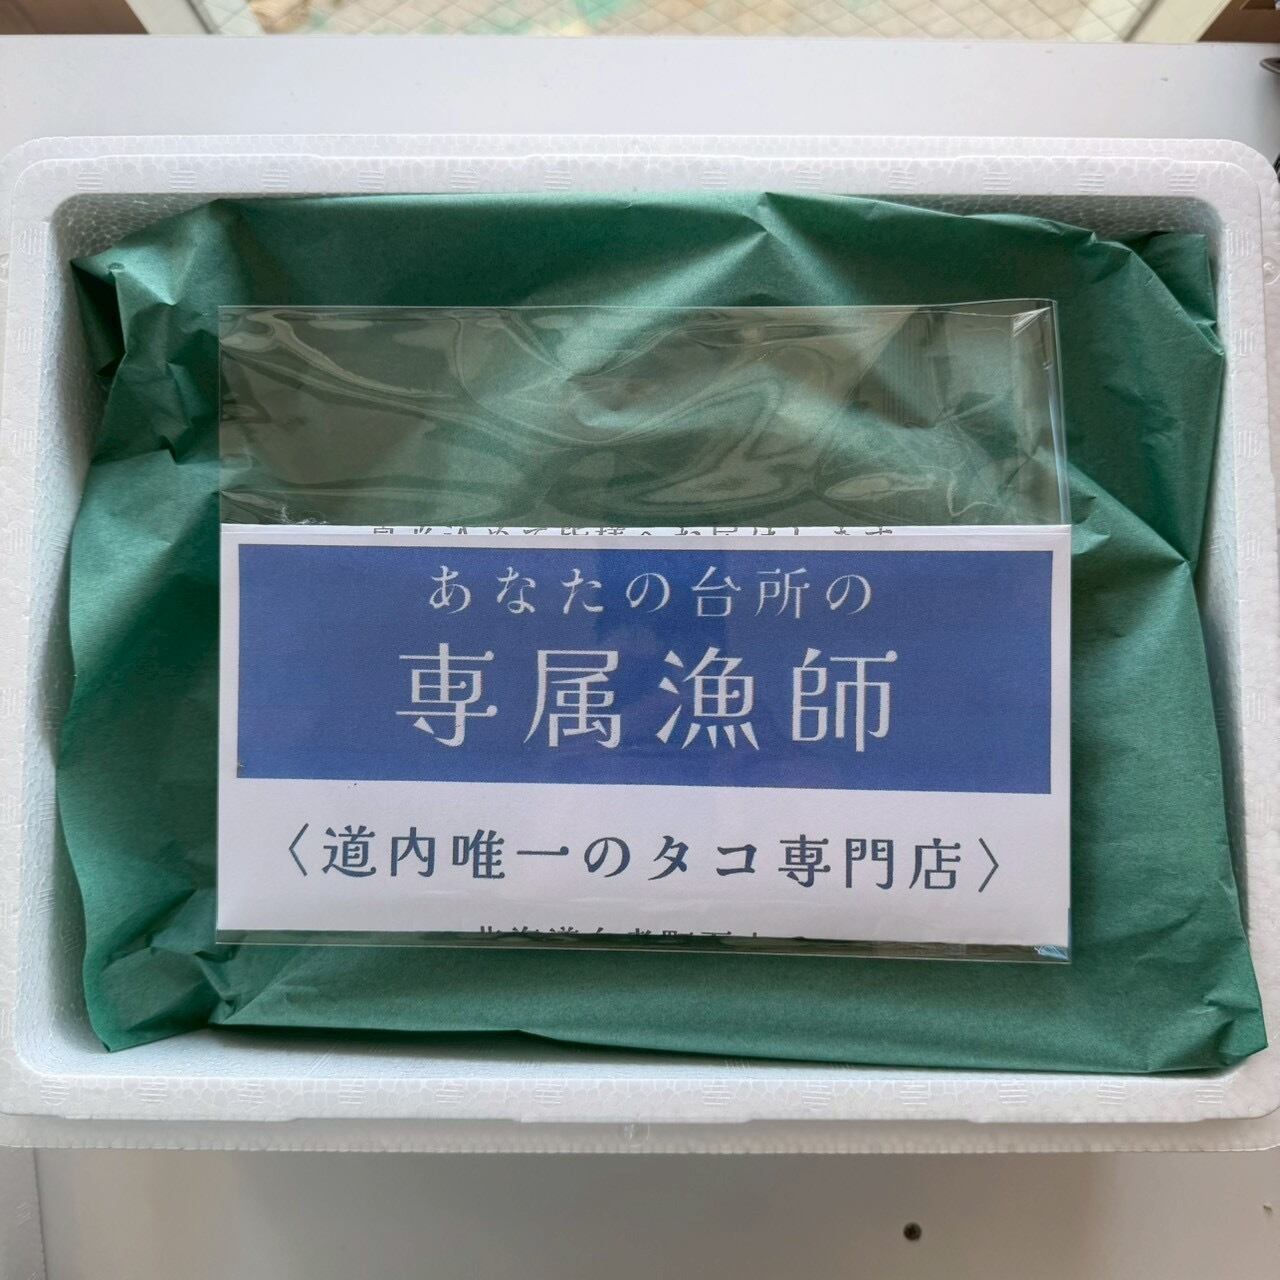 あなたの台所の
専属漁師
〈道内唯一のタコ専門店〉